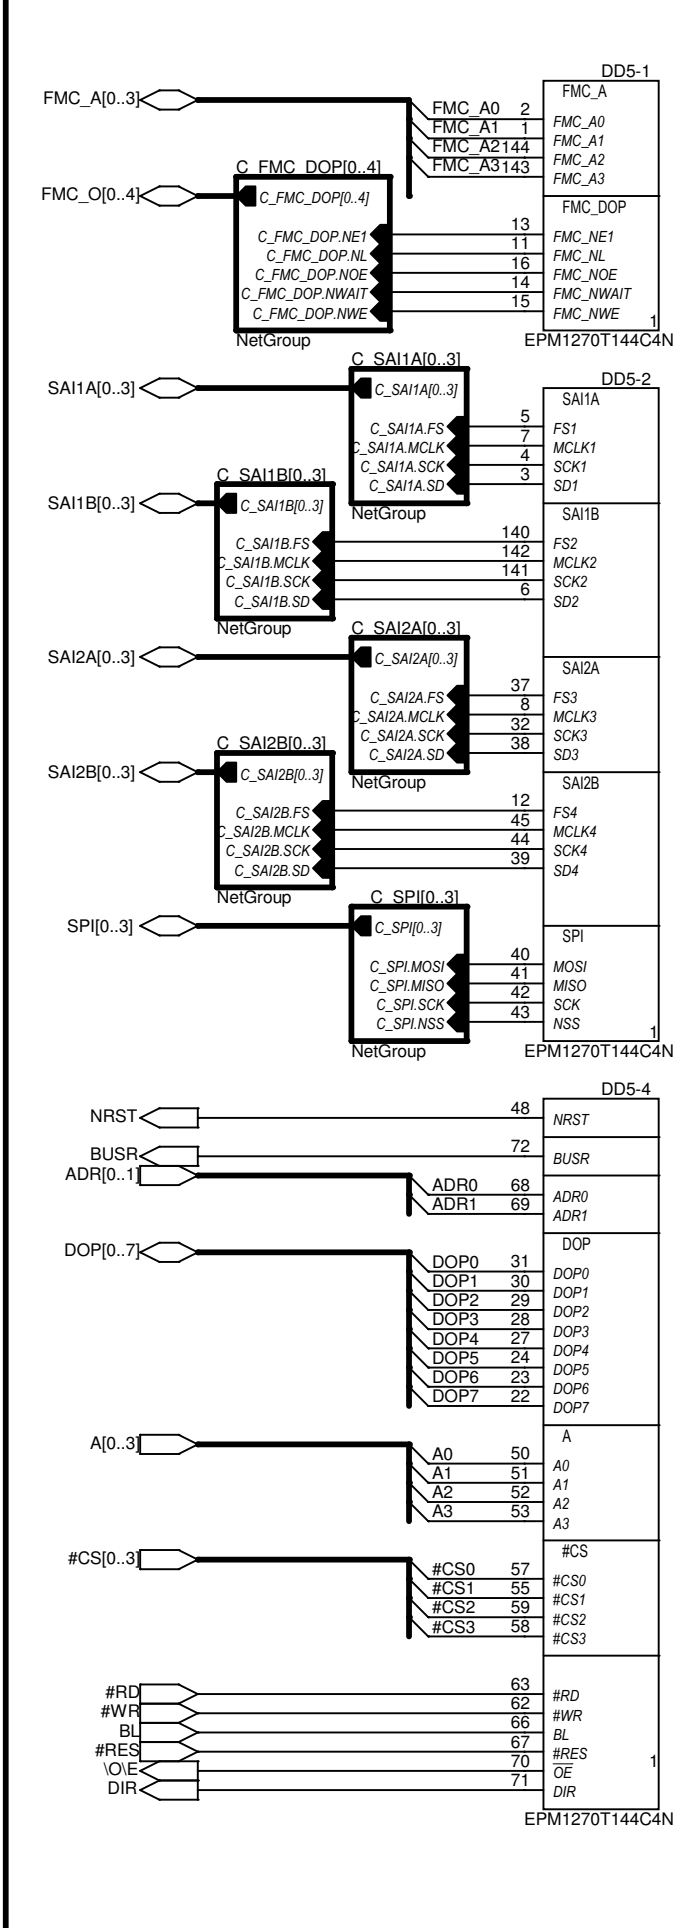 DD5-1
FMC_A[0..3]
FMC_A
FMC_A0 2 FMC_A0
FMC_A1 1 FMC_A1
FMC_A2 144 FMC_A2
FMC_A3 143 FMC_A3
C_FMC_DOP[0..4]
FMC_O[0..4] C_FMC_DOP[0..4]
FMC_DOP
C_FMC_DOP.NE1 13 FMC_NE1
C_FMC_DOP.NL 11 FMC_NL
C_FMC_DOP.NOE 16 FMC_NOE
C_FMC_DOP.NWAIT 14 FMC_NWAIT
C_FMC_DOP.NWE 15 FMC_NWE 1
NetGroup EPM1270T144C4N
C_SAI1A[0..3]
DD5-2
SAI1A[0..3] C_SAI1A[0..3] SAI1A
C_SAI1A.FS 5 FS1
C_SAI1A.MCLK 7 MCLK1
C_SAI1A.SCK 4 SCK1
C_SAI1A.SD 3 SD1
C_SAI1B[0..3]
SAI1B[0..3] C_SAI1B[0..3] NetGroup SAI1B
C_SAI1B.FS 140 FS2
C_SAI1B.MCLK 142 MCLK2
C_SAI1B.SCK 141 SCK2
C_SAI1B.SD 6 SD2
NetGroup C_SAI2A[0..3]
SAI2A[0..3] C_SAI2A[0..3] SAI2A
C_SAI2A.FS 37 FS3
C_SAI2A.MCLK 8 MCLK3
C_SAI2A.SCK 32 SCK3
C_SAI2A.SD 38 SD3
C_SAI2B[0..3]
SAI2B[0..3] C_SAI2B[0..3] NetGroup SAI2B
C_SAI2B.FS 12 FS4
C_SAI2B.MCLK 45 MCLK4
C_SAI2B.SCK 44 SCK4
C_SAI2B.SD 39 SD4
NetGroup C_SPI[0..3]
SPI[0..3] C_SPI[0..3] SPI
C_SPI.MOSI 40 MOSI
C_SPI.MISO 41 MISO
C_SPI.SCK 42 SCK
C_SPI.NSS 43 NSS 1
NetGroup EPM1270T144C4N
DD5-4
NRST 48 NRST
BUSR 72 BUSR
ADR[0..1]
ADR0 68 ADR0
ADR1 69 ADR1
DOP[0..7] DOP
DOP0 31 DOP0
DOP1 30 DOP1
DOP2 29 DOP2
DOP3 28 DOP3
DOP4 27 DOP4
DOP5 24 DOP5
DOP6 23 DOP6
DOP7 22 DOP7
A[0..3] A
A0 50 A0
A1 51 A1
A2 52 A2
A3 53 A3
#CS[0..3] #CS
#CS0 57 #CS0
#CS1 55 #CS1
#CS2 59 #CS2
#CS3 58 #CS3
#RD 63 #RD
#WR 62 #WR
BL 66 BL
#RES 67 #RES
\O\E 70 OE 1
DIR 71 DIR
EPM1270T144C4N